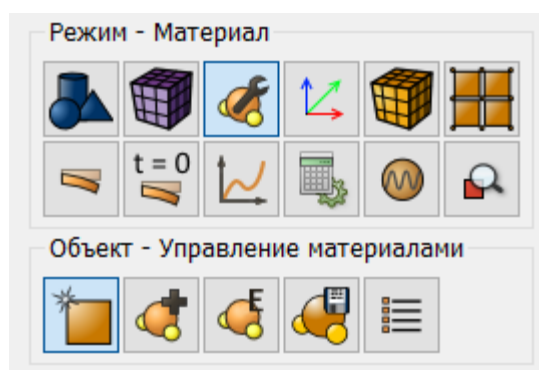 Режим - Материал
t = 0
E
Объект - Управление материалами